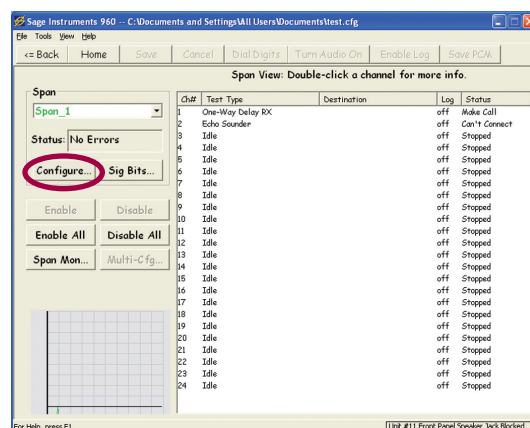 Sage Instruments 960 -- C:\Documents and Settings\All Users\Documents\test.cfg
File Tools View Help
<= Back Home Save Cancel Dial Digits Turn Audio On Enable Log Save PCM
Span View: Double-click a channel for more info.
Span
Span_1
Status: No Errors
Configure... Sig Bits...
Enable Disable
Enable All Disable All
Span Mon... Multi-Cfg...
Ch# Test Type Destination Log Status
1 One-Way Delay RX off Make Call
2 Echo Sounder off Can't Connect
3 Idle off Stopped
4 Idle off Stopped
5 Idle off Stopped
6 Idle off Stopped
7 Idle off Stopped
8 Idle off Stopped
9 Idle off Stopped
10 Idle off Stopped
11 Idle off Stopped
12 Idle off Stopped
13 Idle off Stopped
14 Idle off Stopped
15 Idle off Stopped
16 Idle off Stopped
17 Idle off Stopped
18 Idle off Stopped
19 Idle off Stopped
20 Idle off Stopped
21 Idle off Stopped
22 Idle off Stopped
23 Idle off Stopped
24 Idle off Stopped
For Help, press F1 Unit #11 Front Panel Speaker Jack Blocked